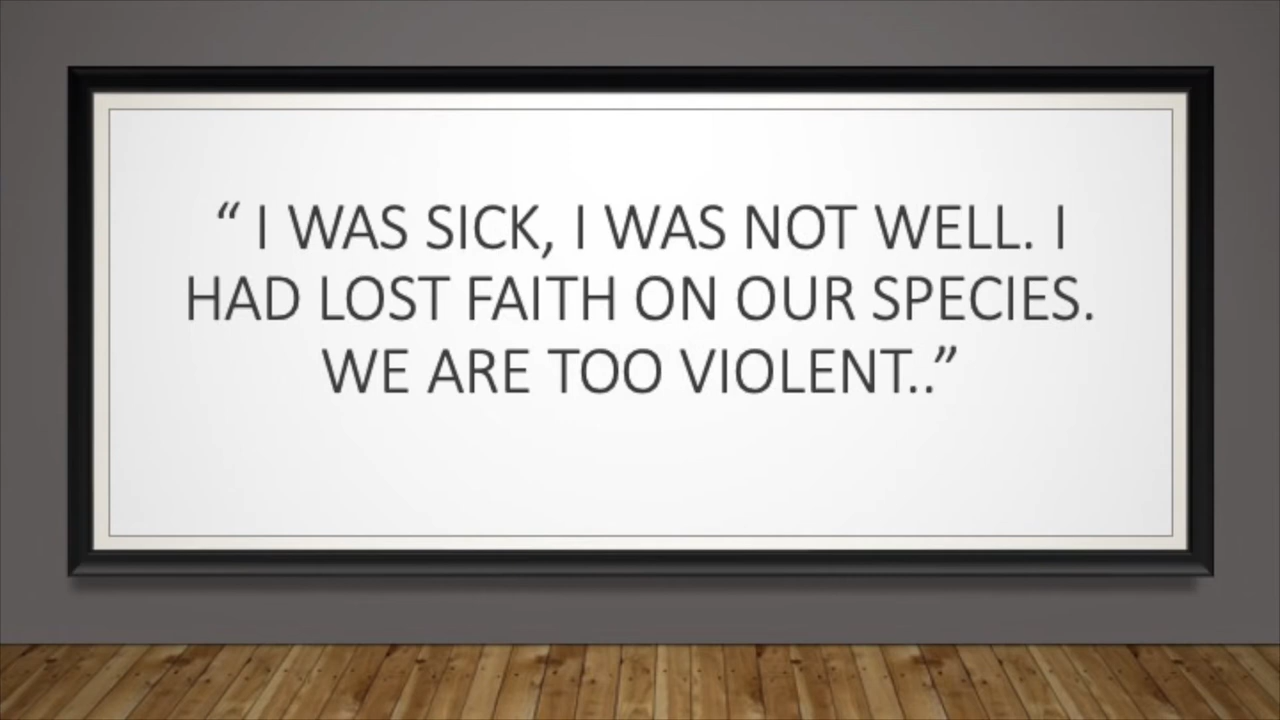 “ I WAS SICK, I WAS NOT WELL. I
HAD LOST FAITH ON OUR SPECIES.
WE ARE TOO VIOLENT..”